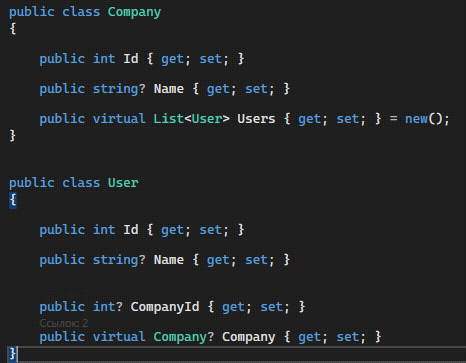 public class Company
{
public int Id { get; set; }
public string? Name { get; set; }
public virtual List<User> Users { get; set; } = new();
}
public class User
{
public int Id { get; set; }
public string? Name { get; set; }
public int? CompanyId { get; set; }
Ссылок: 2
public virtual Company? Company { get; set; }
}